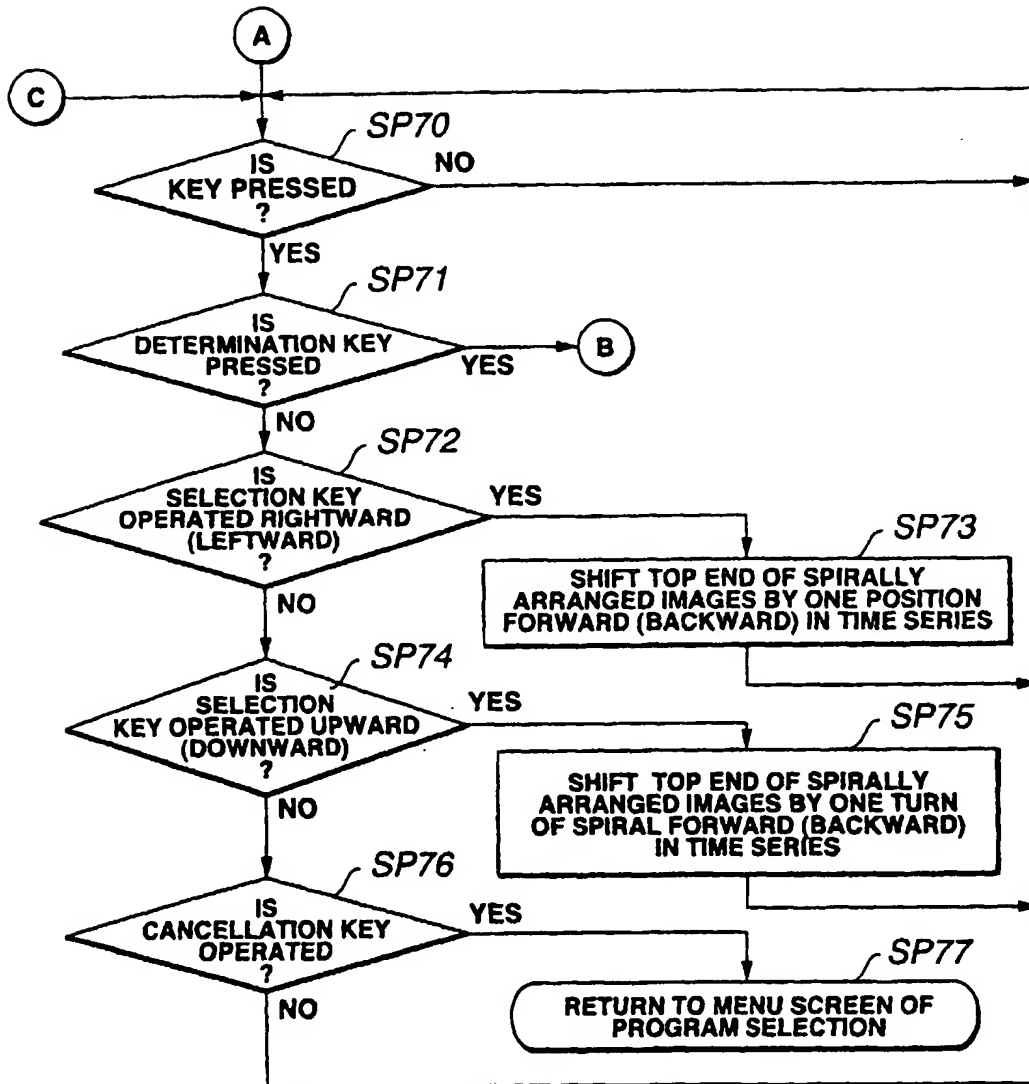 A
C
SP70
IS
KEY PRESSED
?
NO
YES
SP71
IS
DETERMINATION KEY
PRESSED
?
YES
B
NO
SP72
IS
SELECTION KEY
OPERATED RIGHTWARD
(LEFTWARD)
?
YES
NO
SP73
SHIFT TOP END OF SPIRALLY
ARRANGED IMAGES BY ONE POSITION
FORWARD (BACKWARD) IN TIME SERIES
SP74
IS
SELECTION
KEY OPERATED UPWARD
(DOWNWARD)
?
YES
NO
SP75
SHIFT TOP END OF SPIRALLY
ARRANGED IMAGES BY ONE TURN
OF SPIRAL FORWARD (BACKWARD)
IN TIME SERIES
SP76
IS
CANCELLATION KEY
OPERATED
?
YES
NO
SP77
RETURN TO MENU SCREEN OF
PROGRAM SELECTION